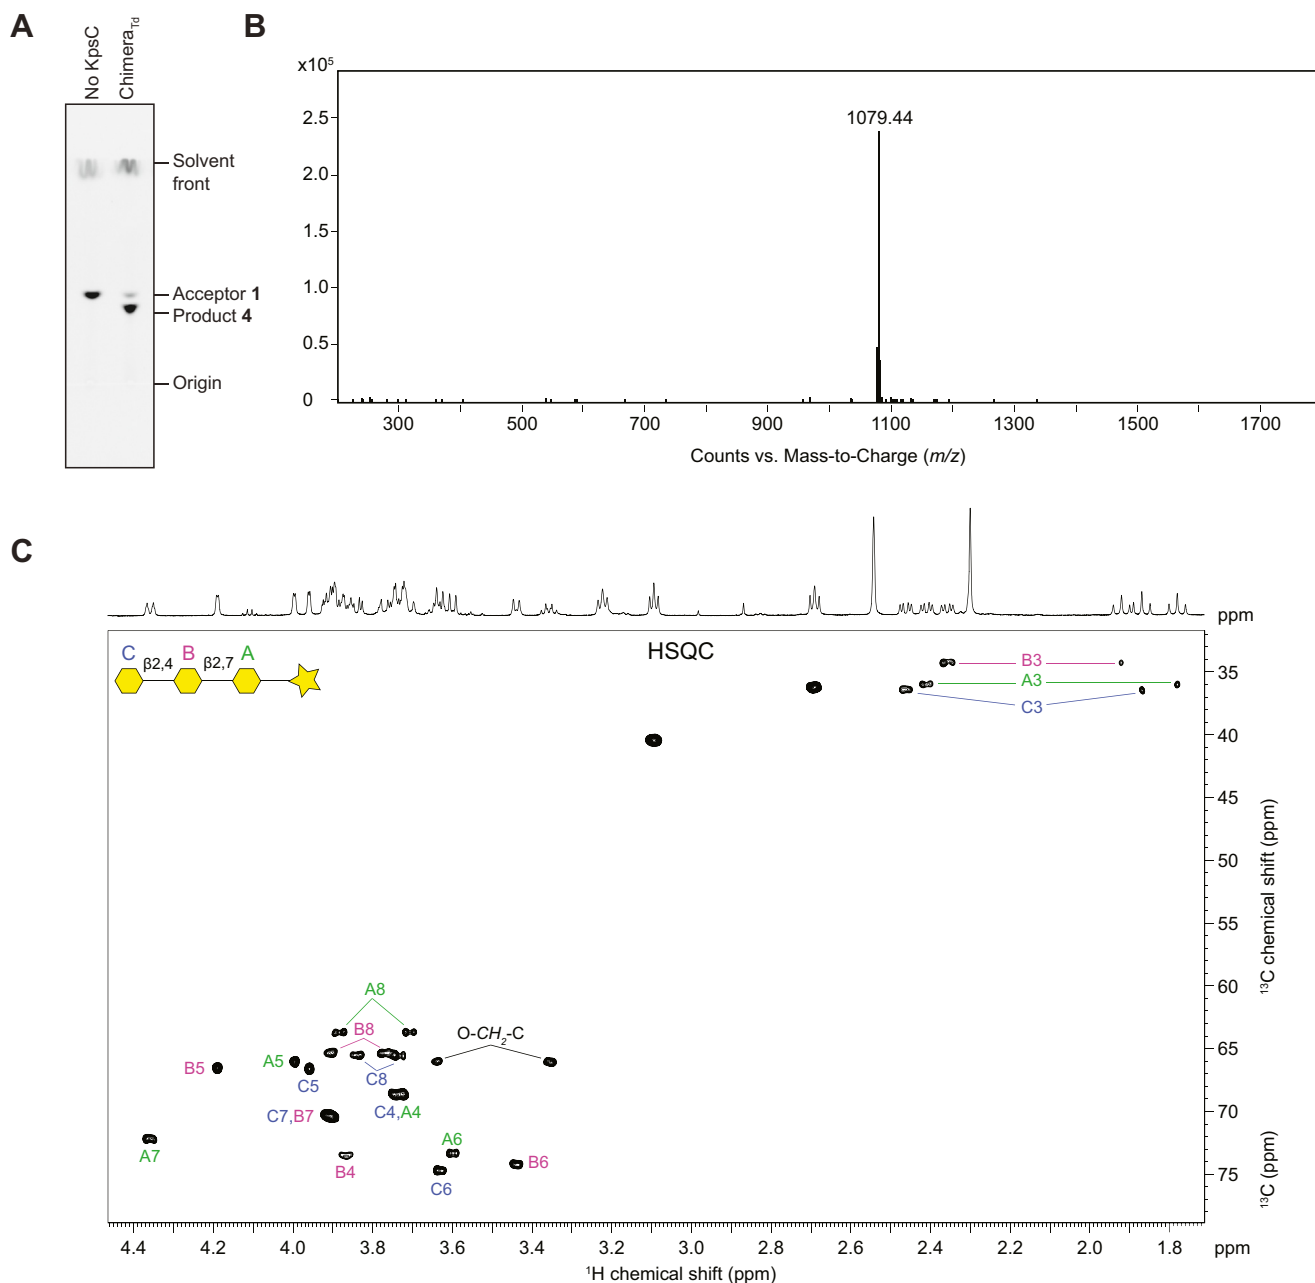 A
No KpsC
ChimeraTd
Solvent
front
Acceptor 1
Product 4
Origin
B
x10⁵
1079.44
2.5
2.0
1.5
1.0
0.5
0
300 500 700 900 1100 1300 1500 1700
Counts vs. Mass-to-Charge (m/z)
C
ppm
HSQC
C β2,4 B β2,7 A
B3
A3
C3
35
40
45
50
55
60
65
70
75
¹³C chemical shift (ppm)
¹³C (ppm)
A8
B8
O-CH₂-C
B5
A5
C5
C8
C7,B7
C4,A4
A7
B4
A6
C6
B6
4.4 4.2 4.0 3.8 3.6 3.4 3.2 3.0 2.8 2.6 2.4 2.2 2.0 1.8 ppm
¹H chemical shift (ppm)